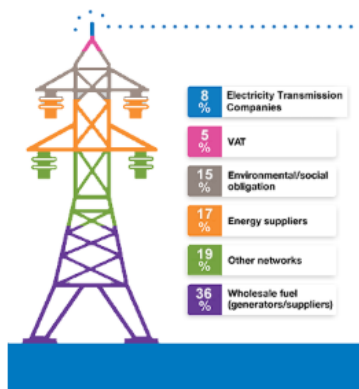 8
%
Electricity Transmission
Companies
5
%
VAT
15
%
Environmental/social
obligation
17
%
Energy suppliers
19
%
Other networks
36
%
Wholesale fuel
(generators/suppliers)